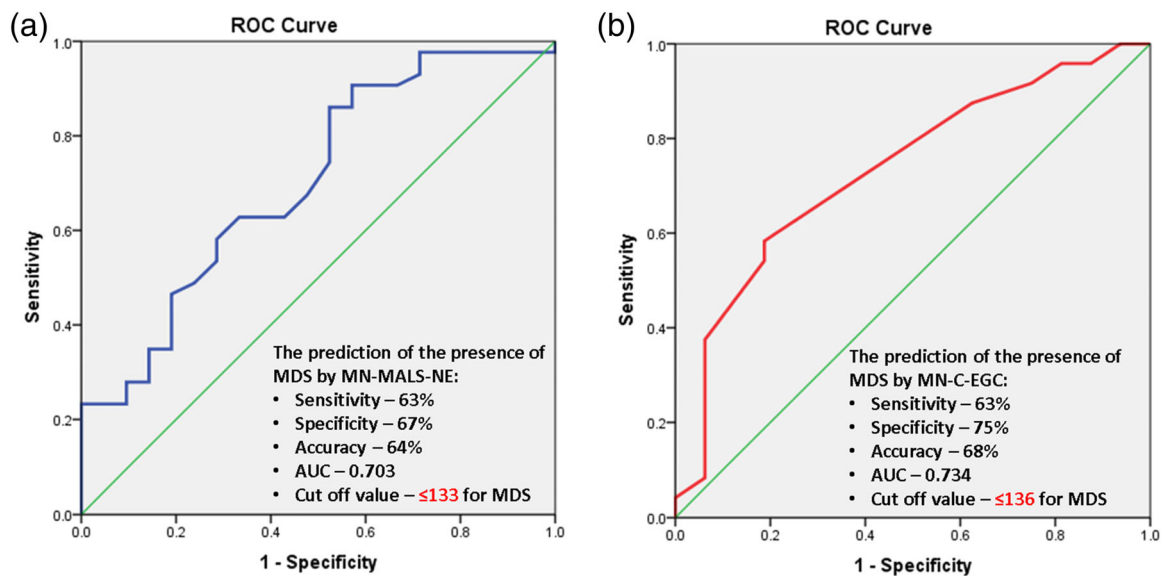 (a)
ROC Curve
1.0
0.8
0.6
0.4
0.2
0.0
Sensitivity
The prediction of the presence of
MDS by MN-MALS-NE:
• Sensitivity – 63%
• Specificity – 67%
• Accuracy – 64%
• AUC – 0.703
• Cut off value – ≤133 for MDS
0.0 0.2 0.4 0.6 0.8 1.0
1 - Specificity
(b)
ROC Curve
1.0
0.8
0.6
0.4
0.2
0.0
Sensitivity
The prediction of the presence of
MDS by MN-C-EGC:
• Sensitivity – 63%
• Specificity – 75%
• Accuracy – 68%
• AUC – 0.734
• Cut off value – ≤136 for MDS
0.0 0.2 0.4 0.6 0.8 1.0
1 - Specificity